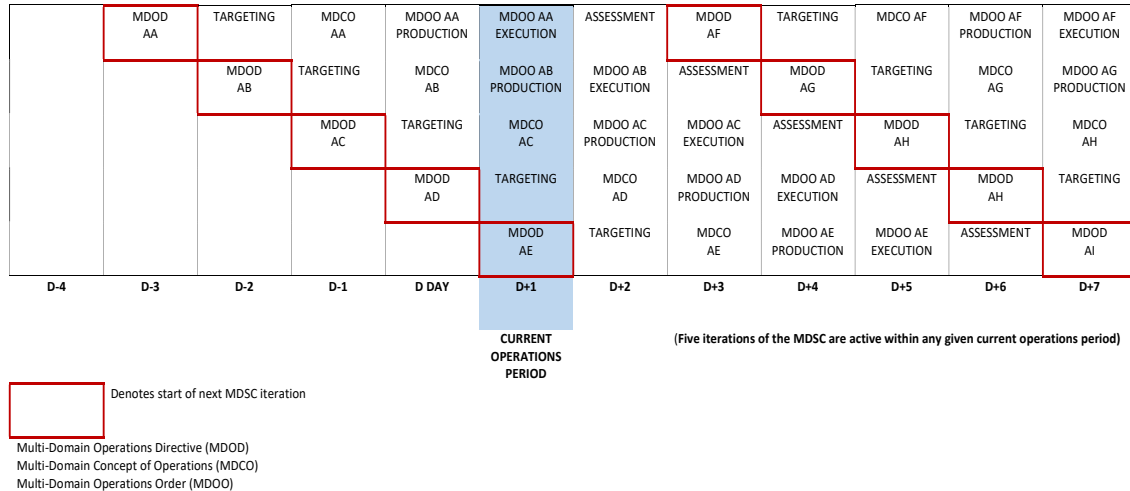 MDOD TARGETING MDCO MDOO AA MDOO AA ASSESSMENT MDOD TARGETING MDCO AF MDOO AF MDOO AF
AA AA PRODUCTION EXECUTION AF PRODUCTION EXECUTION
MDOD TARGETING MDCO MDOO AB MDOO AB ASSESSMENT MDOD TARGETING MDCO MDOO AG
AB AB PRODUCTION EXECUTION AG AG PRODUCTION
MDOD TARGETING MDCO MDOO AC MDOO AC ASSESSMENT MDOD TARGETING MDCO
AC AC PRODUCTION EXECUTION AH AH
MDOD TARGETING MDCO MDOO AD MDOO AD ASSESSMENT MDOD TARGETING
AD AD PRODUCTION EXECUTION AH
MDOD TARGETING MDCO MDOO AE MDOO AE ASSESSMENT MDOD
AE AE PRODUCTION EXECUTION AI
D-4 D-3 D-2 D-1 D DAY D+1 D+2 D+3 D+4 D+5 D+6 D+7
CURRENT (Five iterations of the MDSC are active within any given current operations period)
OPERATIONS
PERIOD
Denotes start of next MDSC iteration
Multi-Domain Operations Directive (MDOD)
Multi-Domain Concept of Operations (MDCO)
Multi-Domain Operations Order (MDOO)